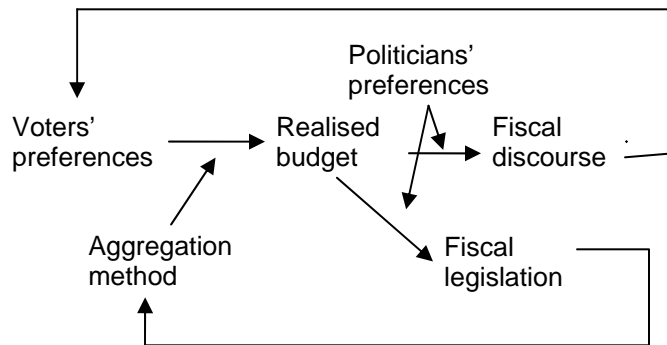 Politicians’
preferences
Voters’
preferences
Realised
budget
Fiscal
discourse
Aggregation
method
Fiscal
legislation